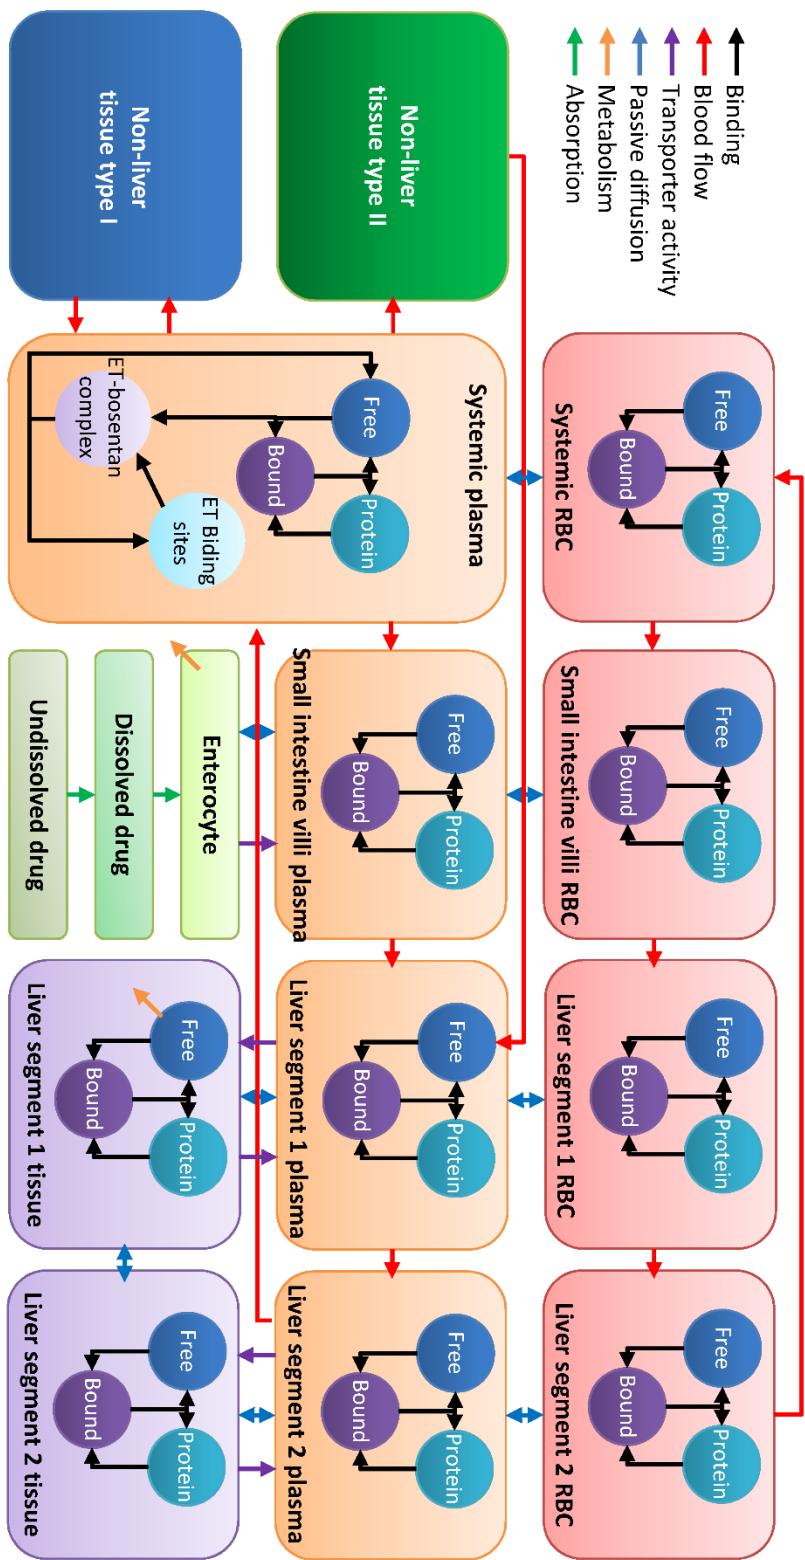 Binding
Blood flow
Transporter activity
Passive diffusion
Metabolism
Absorption
Free
Protein
Bound
Systemic RBC
Free
Protein
Bound
Small intestine villi RBC
Free
Protein
Bound
Liver segment 1 RBC
Free
Protein
Bound
Liver segment 2 RBC
Non-liver
tissue type II
Systemic plasma
Free
Protein
Bound
ET Biding
sites
ET-bosentan
complex
Free
Protein
Bound
Small intestine villi plasma
Free
Protein
Bound
Liver segment 1 plasma
Free
Protein
Bound
Liver segment 2 plasma
Non-liver
tissue type I
Enterocyte
Dissolved drug
Undissolved drug
Free
Protein
Bound
Liver segment 1 tissue
Free
Protein
Bound
Liver segment 2 tissue